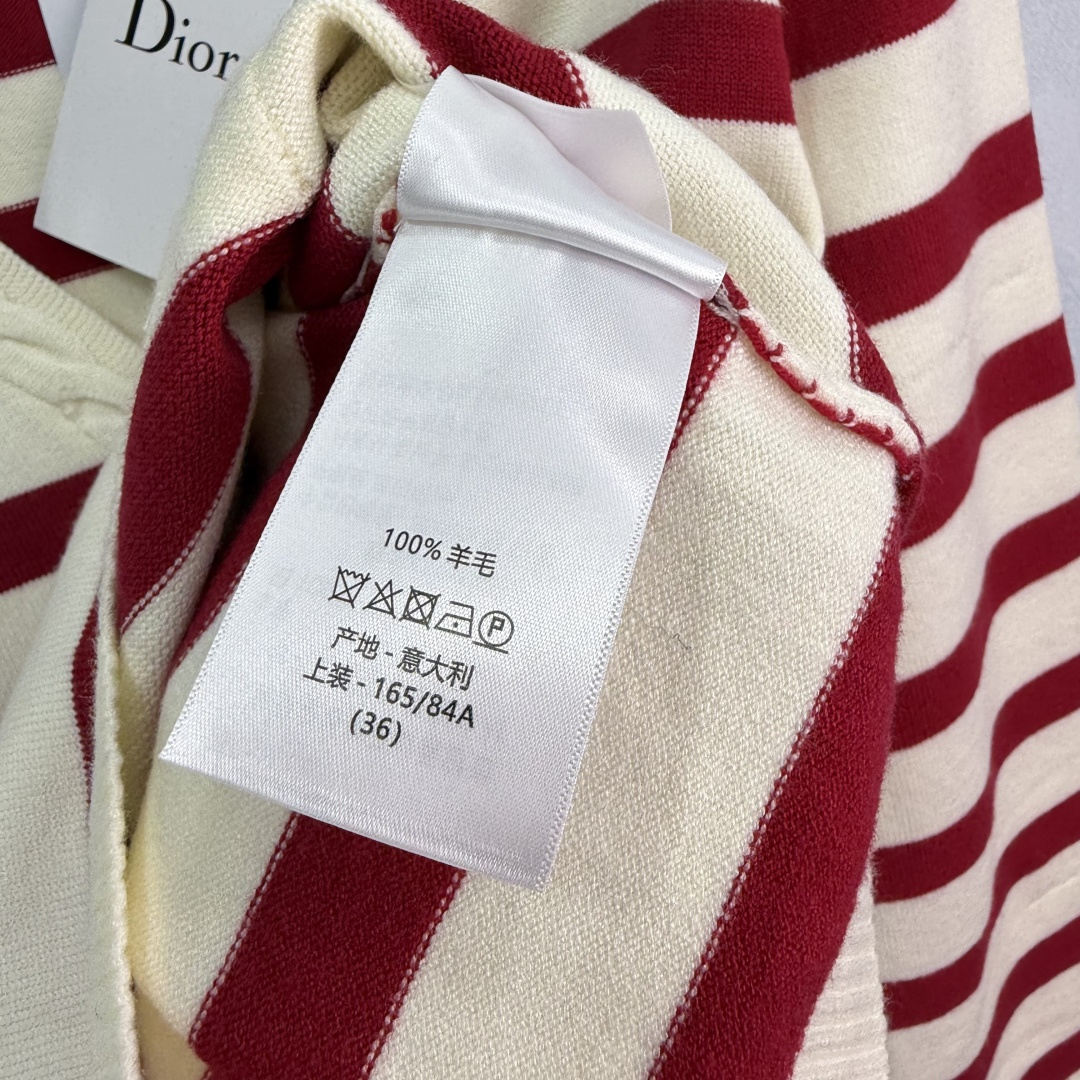 Dior
100% 羊毛
P
产地 - 意大利
上装 - 165/84A
(36)